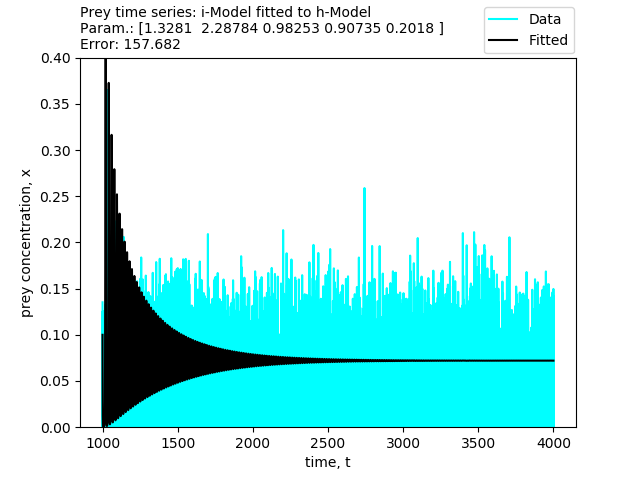 Prey time series: i-Model fitted to h-Model
Param.: [1.3281  2.28784 0.98253 0.90735 0.2018 ]
Error: 157.682
Data
Fitted
0.40
0.35
0.30
0.25
0.20
0.15
0.10
0.05
0.00
prey concentration, x
1000 1500 2000 2500 3000 3500 4000
time, t